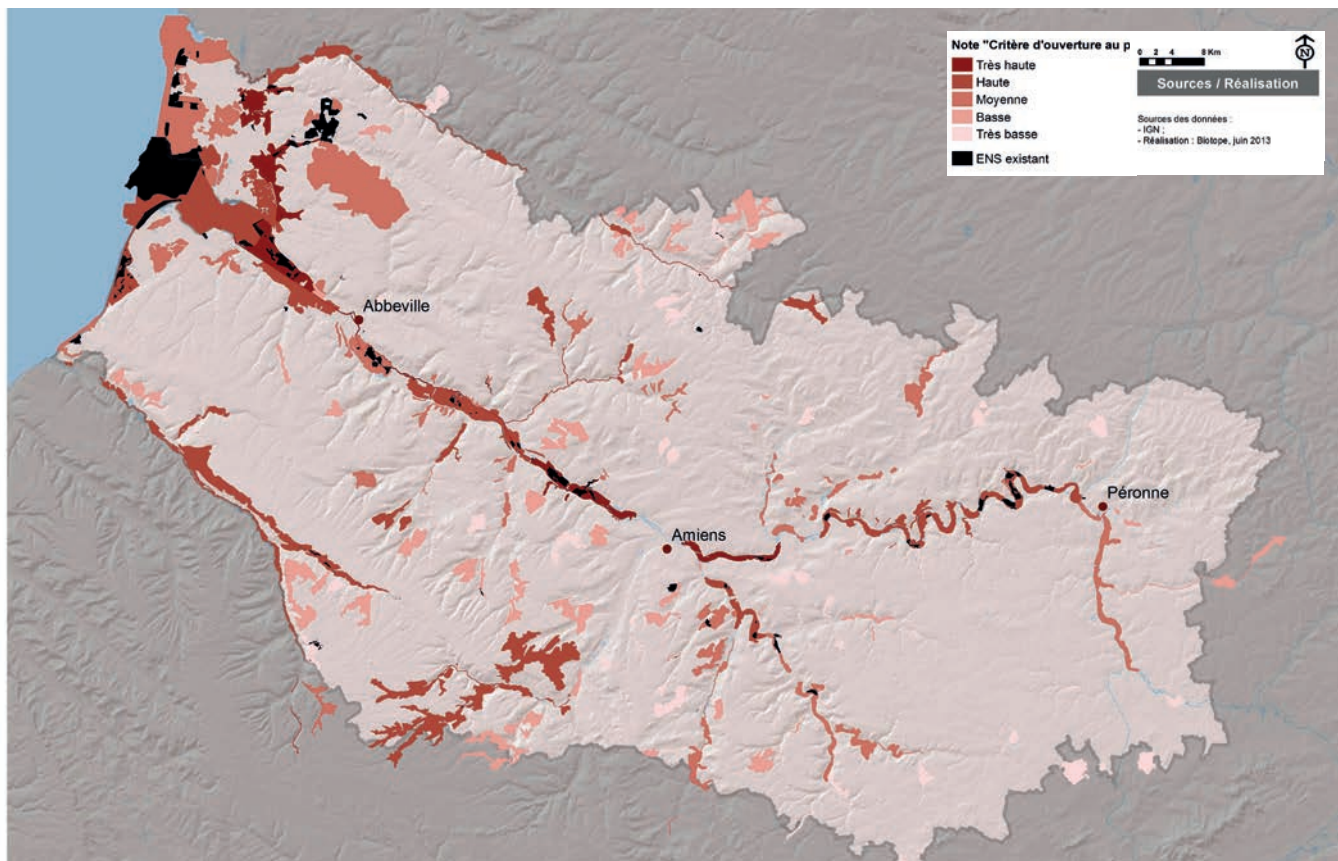 Note "Critère d'ouverture au p
Très haute
Haute
Moyenne
Basse
Très basse
ENS existant
0 2 4 8 Km
N
Sources / Réalisation
Sources des données :
- IGN ;
- Réalisation : Biotope, juin 2013
Abbeville
Péronne
Amiens